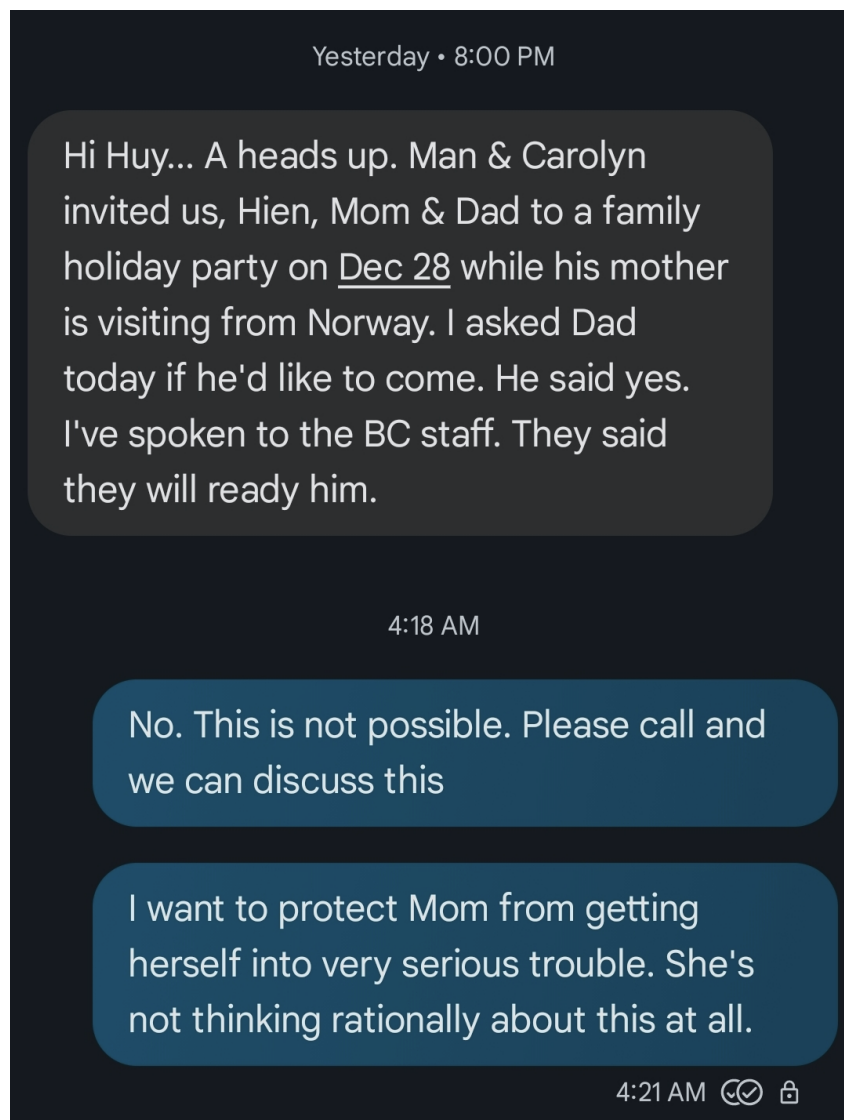 Yesterday • 8:00 PM
Hi Huy... A heads up. Man & Carolyn
invited us, Hien, Mom & Dad to a family
holiday party on Dec 28 while his mother
is visiting from Norway. I asked Dad
today if he'd like to come. He said yes.
I've spoken to the BC staff. They said
they will ready him.
4:18 AM
No. This is not possible. Please call and
we can discuss this
I want to protect Mom from getting
herself into very serious trouble. She's
not thinking rationally about this at all.
4:21 AM